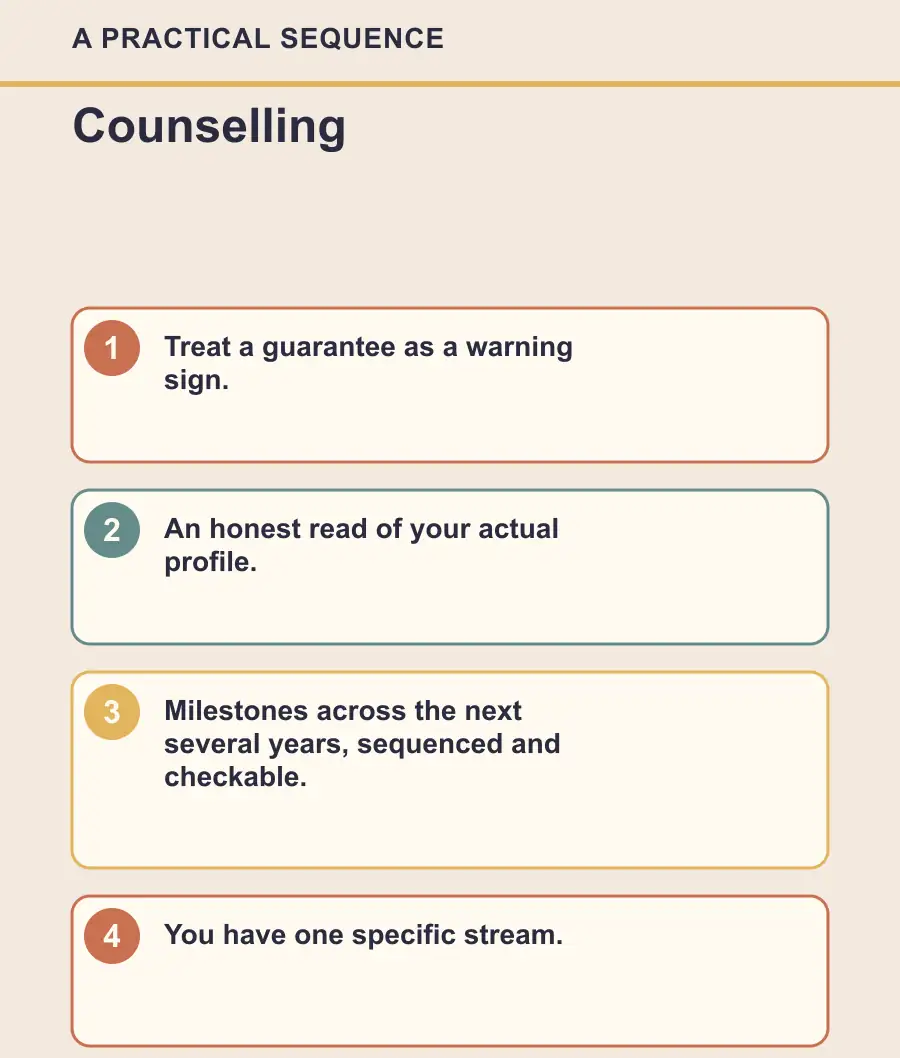 A PRACTICAL SEQUENCE
Counselling
1
Treat a guarantee as a warning
sign.
2
An honest read of your actual
profile.
3
Milestones across the next
several years, sequenced and
checkable.
4
You have one specific stream.